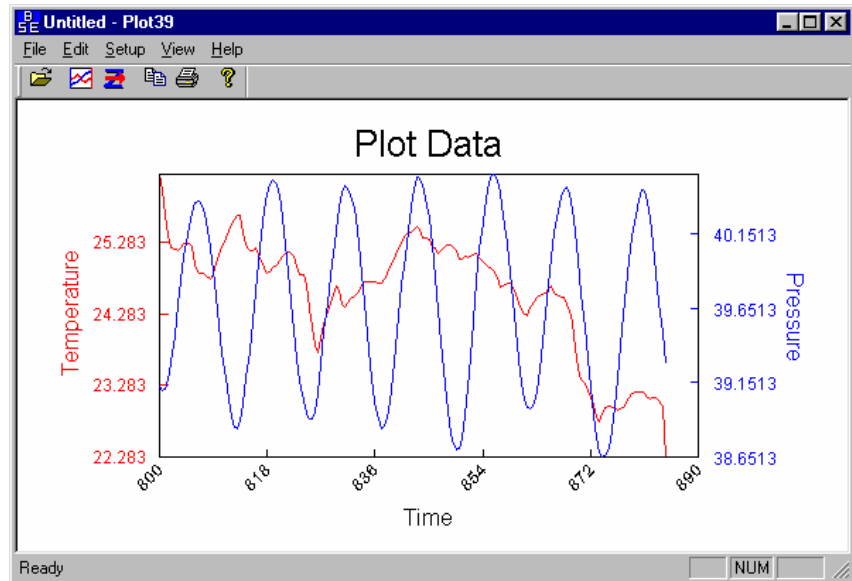 BSE Untitled - Plot39
File Edit Setup View Help
Plot Data
Temperature
25.283
24.283
23.283
22.283
40.1513
39.6513
39.1513
38.6513
Pressure
800 818 836 854 872 890
Time
Ready NUM